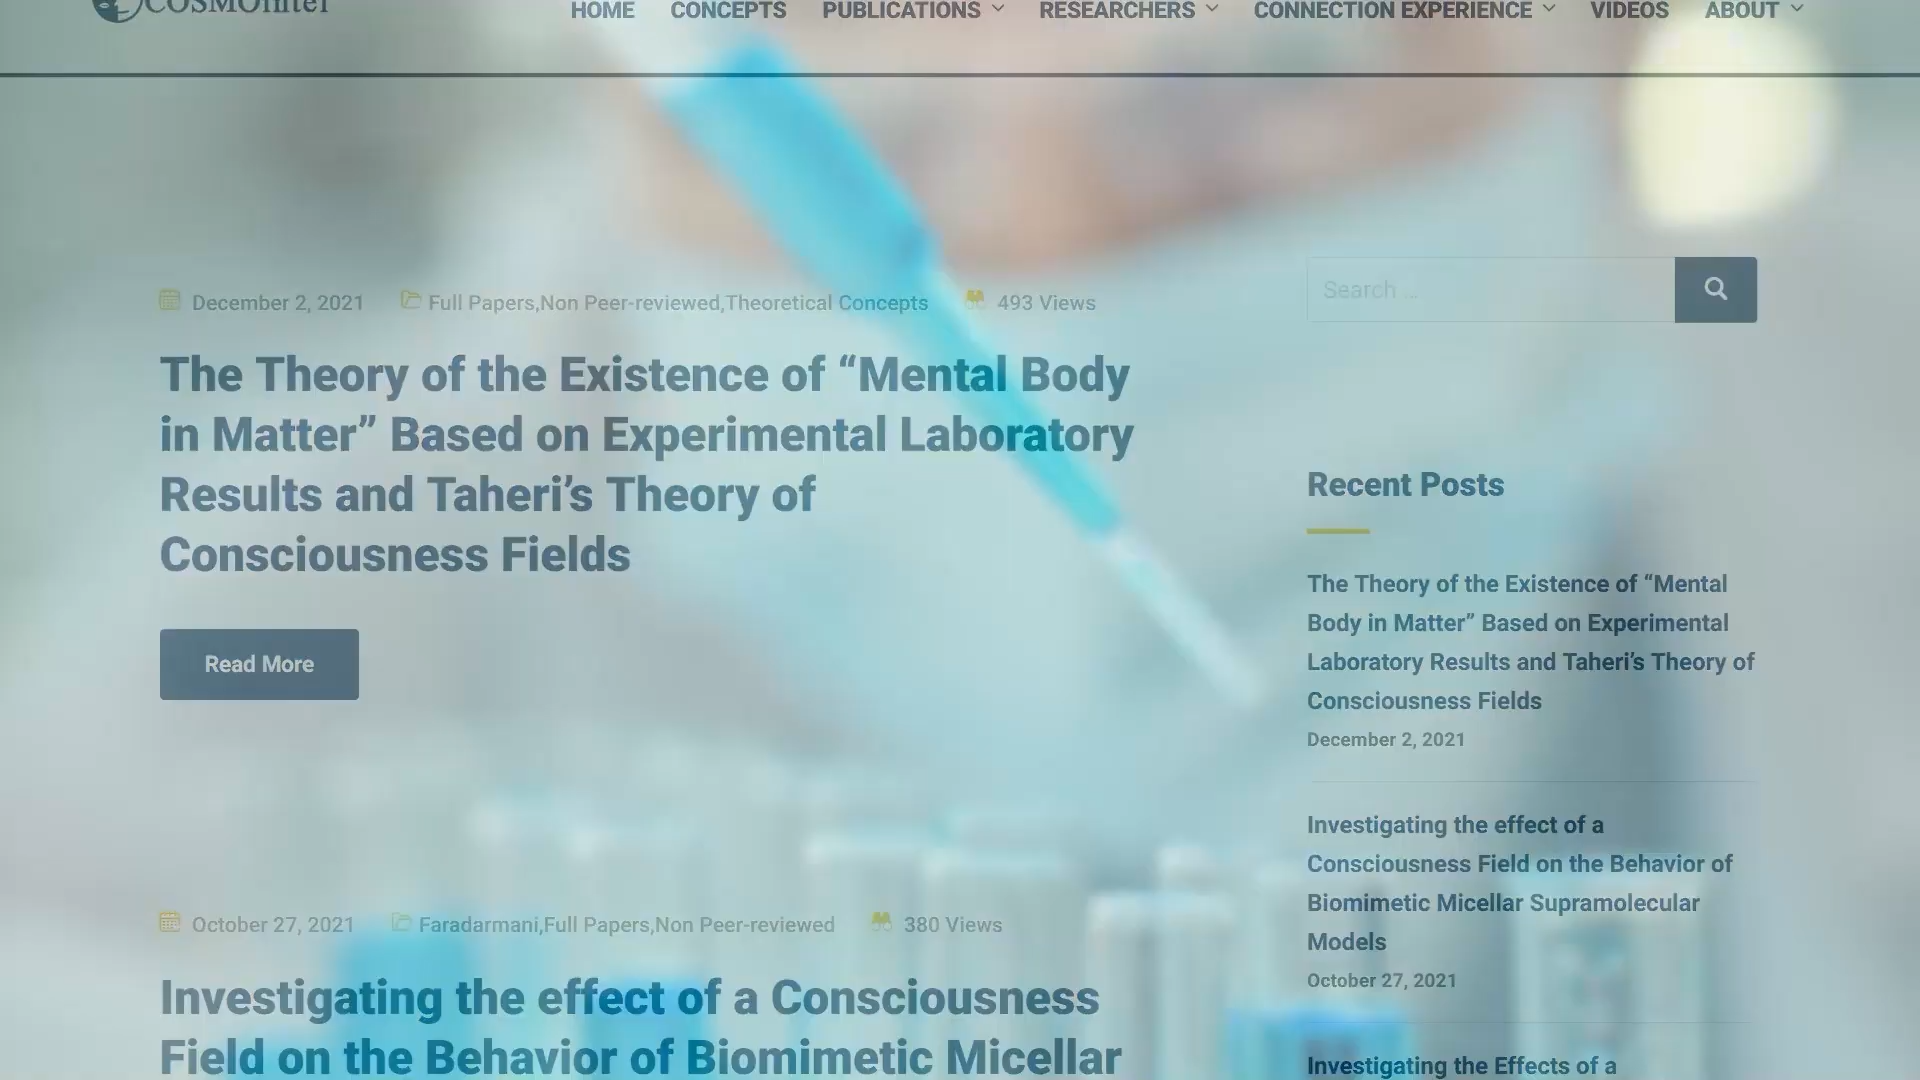 COSMOintel
HOME CONCEPTS PUBLICATIONS RESEARCHERS CONNECTION EXPERIENCE VIDEOS ABOUT
December 2, 2021 Full Papers,Non Peer-reviewed,Theoretical Concepts 493 Views
The Theory of the Existence of “Mental Body
in Matter” Based on Experimental Laboratory
Results and Taheri’s Theory of
Consciousness Fields
Read More
October 27, 2021 Faradarmani,Full Papers,Non Peer-reviewed 380 Views
Investigating the effect of a Consciousness
Field on the Behavior of Biomimetic Micellar
Search ...
Recent Posts
The Theory of the Existence of “Mental
Body in Matter” Based on Experimental
Laboratory Results and Taheri’s Theory of
Consciousness Fields
December 2, 2021
Investigating the effect of a
Consciousness Field on the Behavior of
Biomimetic Micellar Supramolecular
Models
October 27, 2021
Investigating the Effects of a